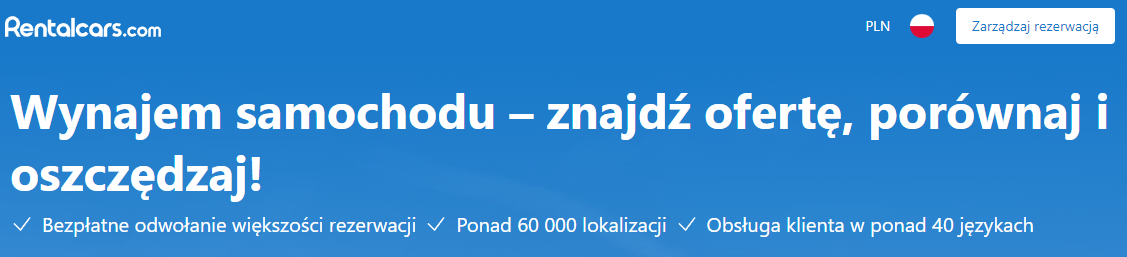 Rentalcars.com
PLN
Zarządzaj rezerwacją
Wynajem samochodu – znajdź ofertę, porównaj i
oszczędzaj!
Bezpłatne odwołanie większości rezerwacji
Ponad 60 000 lokalizacji
Obsługa klienta w ponad 40 językach